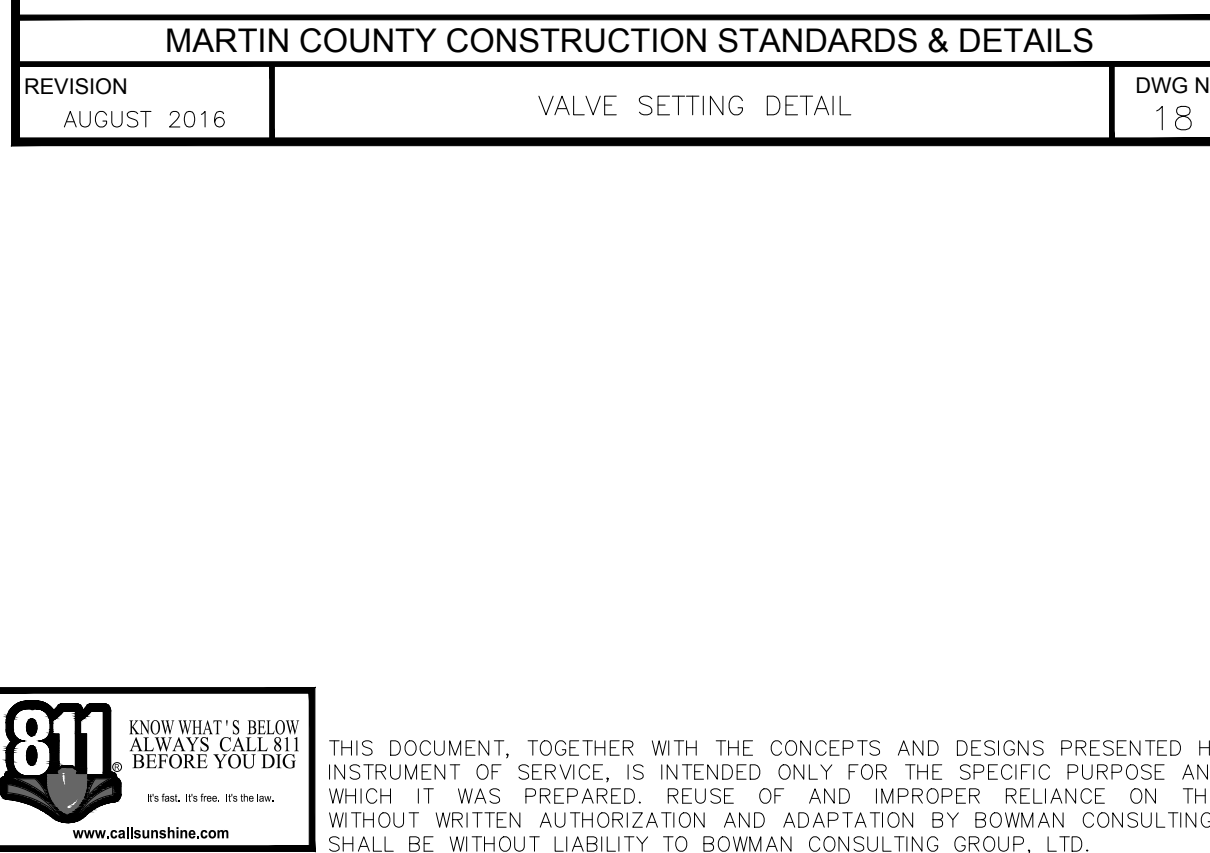 MARTIN COUNTY CONSTRUCTION STANDARDS & DETAILS
REVISION
AUGUST 2016
VALVE SETTING DETAIL
DWG N
18
811
KNOW WHAT'S BELOW
ALWAYS CALL 811
BEFORE YOU DIG
®
It's fast. It's free. It's the law.
www.callsunshine.com
THIS DOCUMENT, TOGETHER WITH THE CONCEPTS AND DESIGNS PRESENTED H
INSTRUMENT OF SERVICE, IS INTENDED ONLY FOR THE SPECIFIC PURPOSE AN
WHICH IT WAS PREPARED. REUSE OF AND IMPROPER RELIANCE ON TH
WITHOUT WRITTEN AUTHORIZATION AND ADAPTATION BY BOWMAN CONSULTING
SHALL BE WITHOUT LIABILITY TO BOWMAN CONSULTING GROUP, LTD.